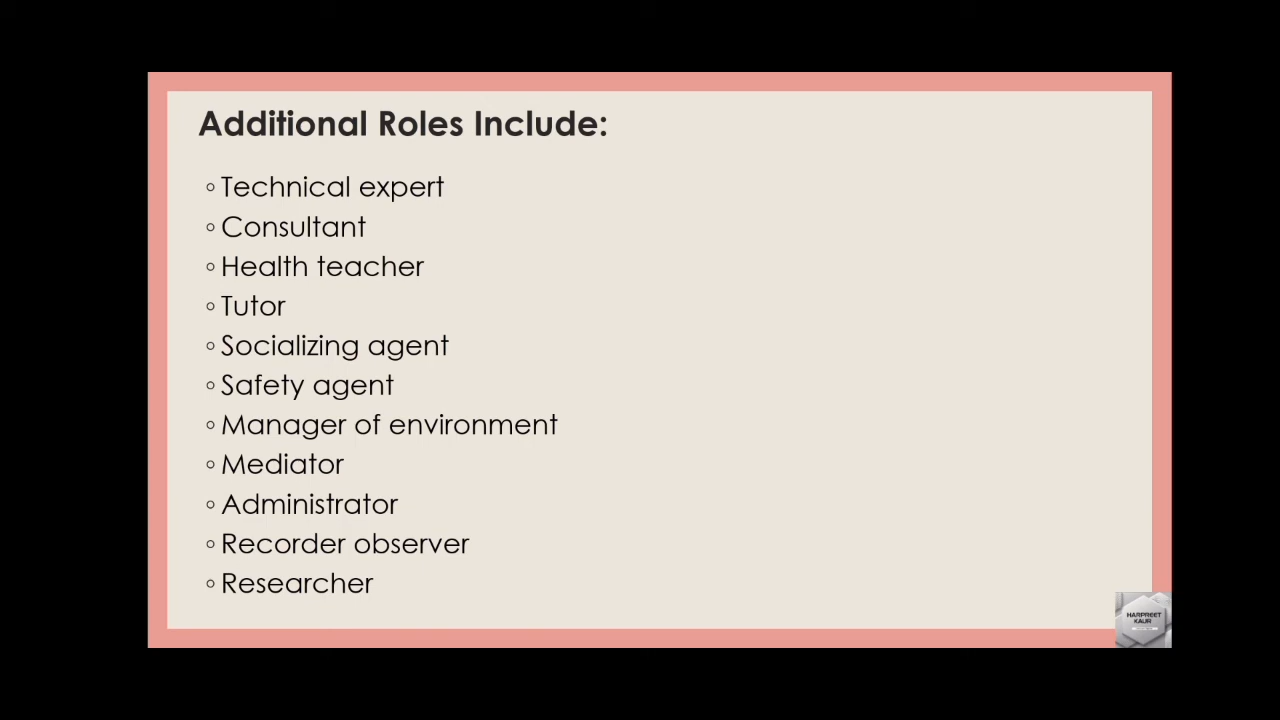 Additional Roles Include:
◦ Technical expert
◦ Consultant
◦ Health teacher
◦ Tutor
◦ Socializing agent
◦ Safety agent
◦ Manager of environment
◦ Mediator
◦ Administrator
◦ Recorder observer
◦ Researcher
HARPREET
KAUR